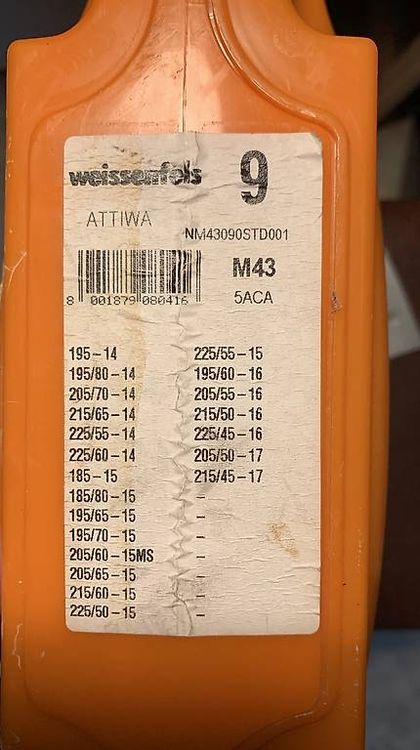 weissenfels 9
ATTIWA
NM43090STD001
M43
8 001879 080416
5ACA
195-14 225/55-15
195/80-14 195/60-16
205/70-14 205/55-16
215/65-14 215/50-16
225/55-14 225/45-16
225/60-14 205/50-17
185-15 215/45-17
185/80-15 -
195/65-15 -
195/70-15 -
205/60-15MS -
205/65-15 -
215/60-15 -
225/50-15 -